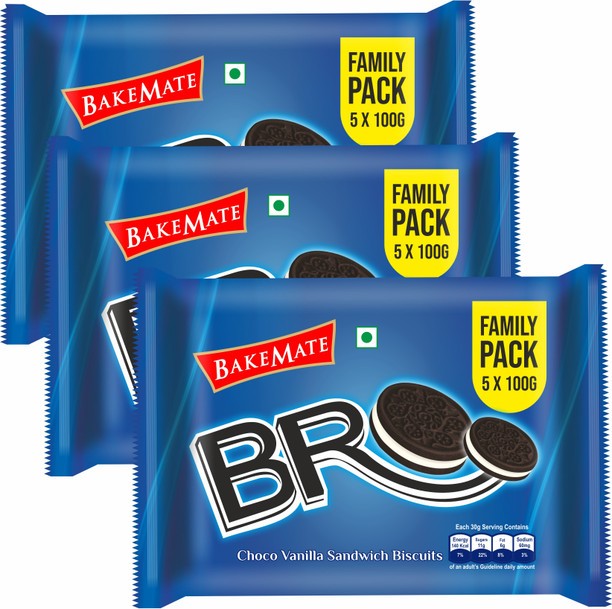 BAKEMATE
FAMILY
PACK
5 X 100G
BAKEMATE
FAMILY
PACK
5 X 100G
BAKEMATE
FAMILY
PACK
5 X 100G
BR
Choco Vanilla Sandwich Biscuits
Each 30g Serving Contains
Energy Sugars Fat Sodium
7% 22% 8% 3%
of an adult's Guideline daily amount